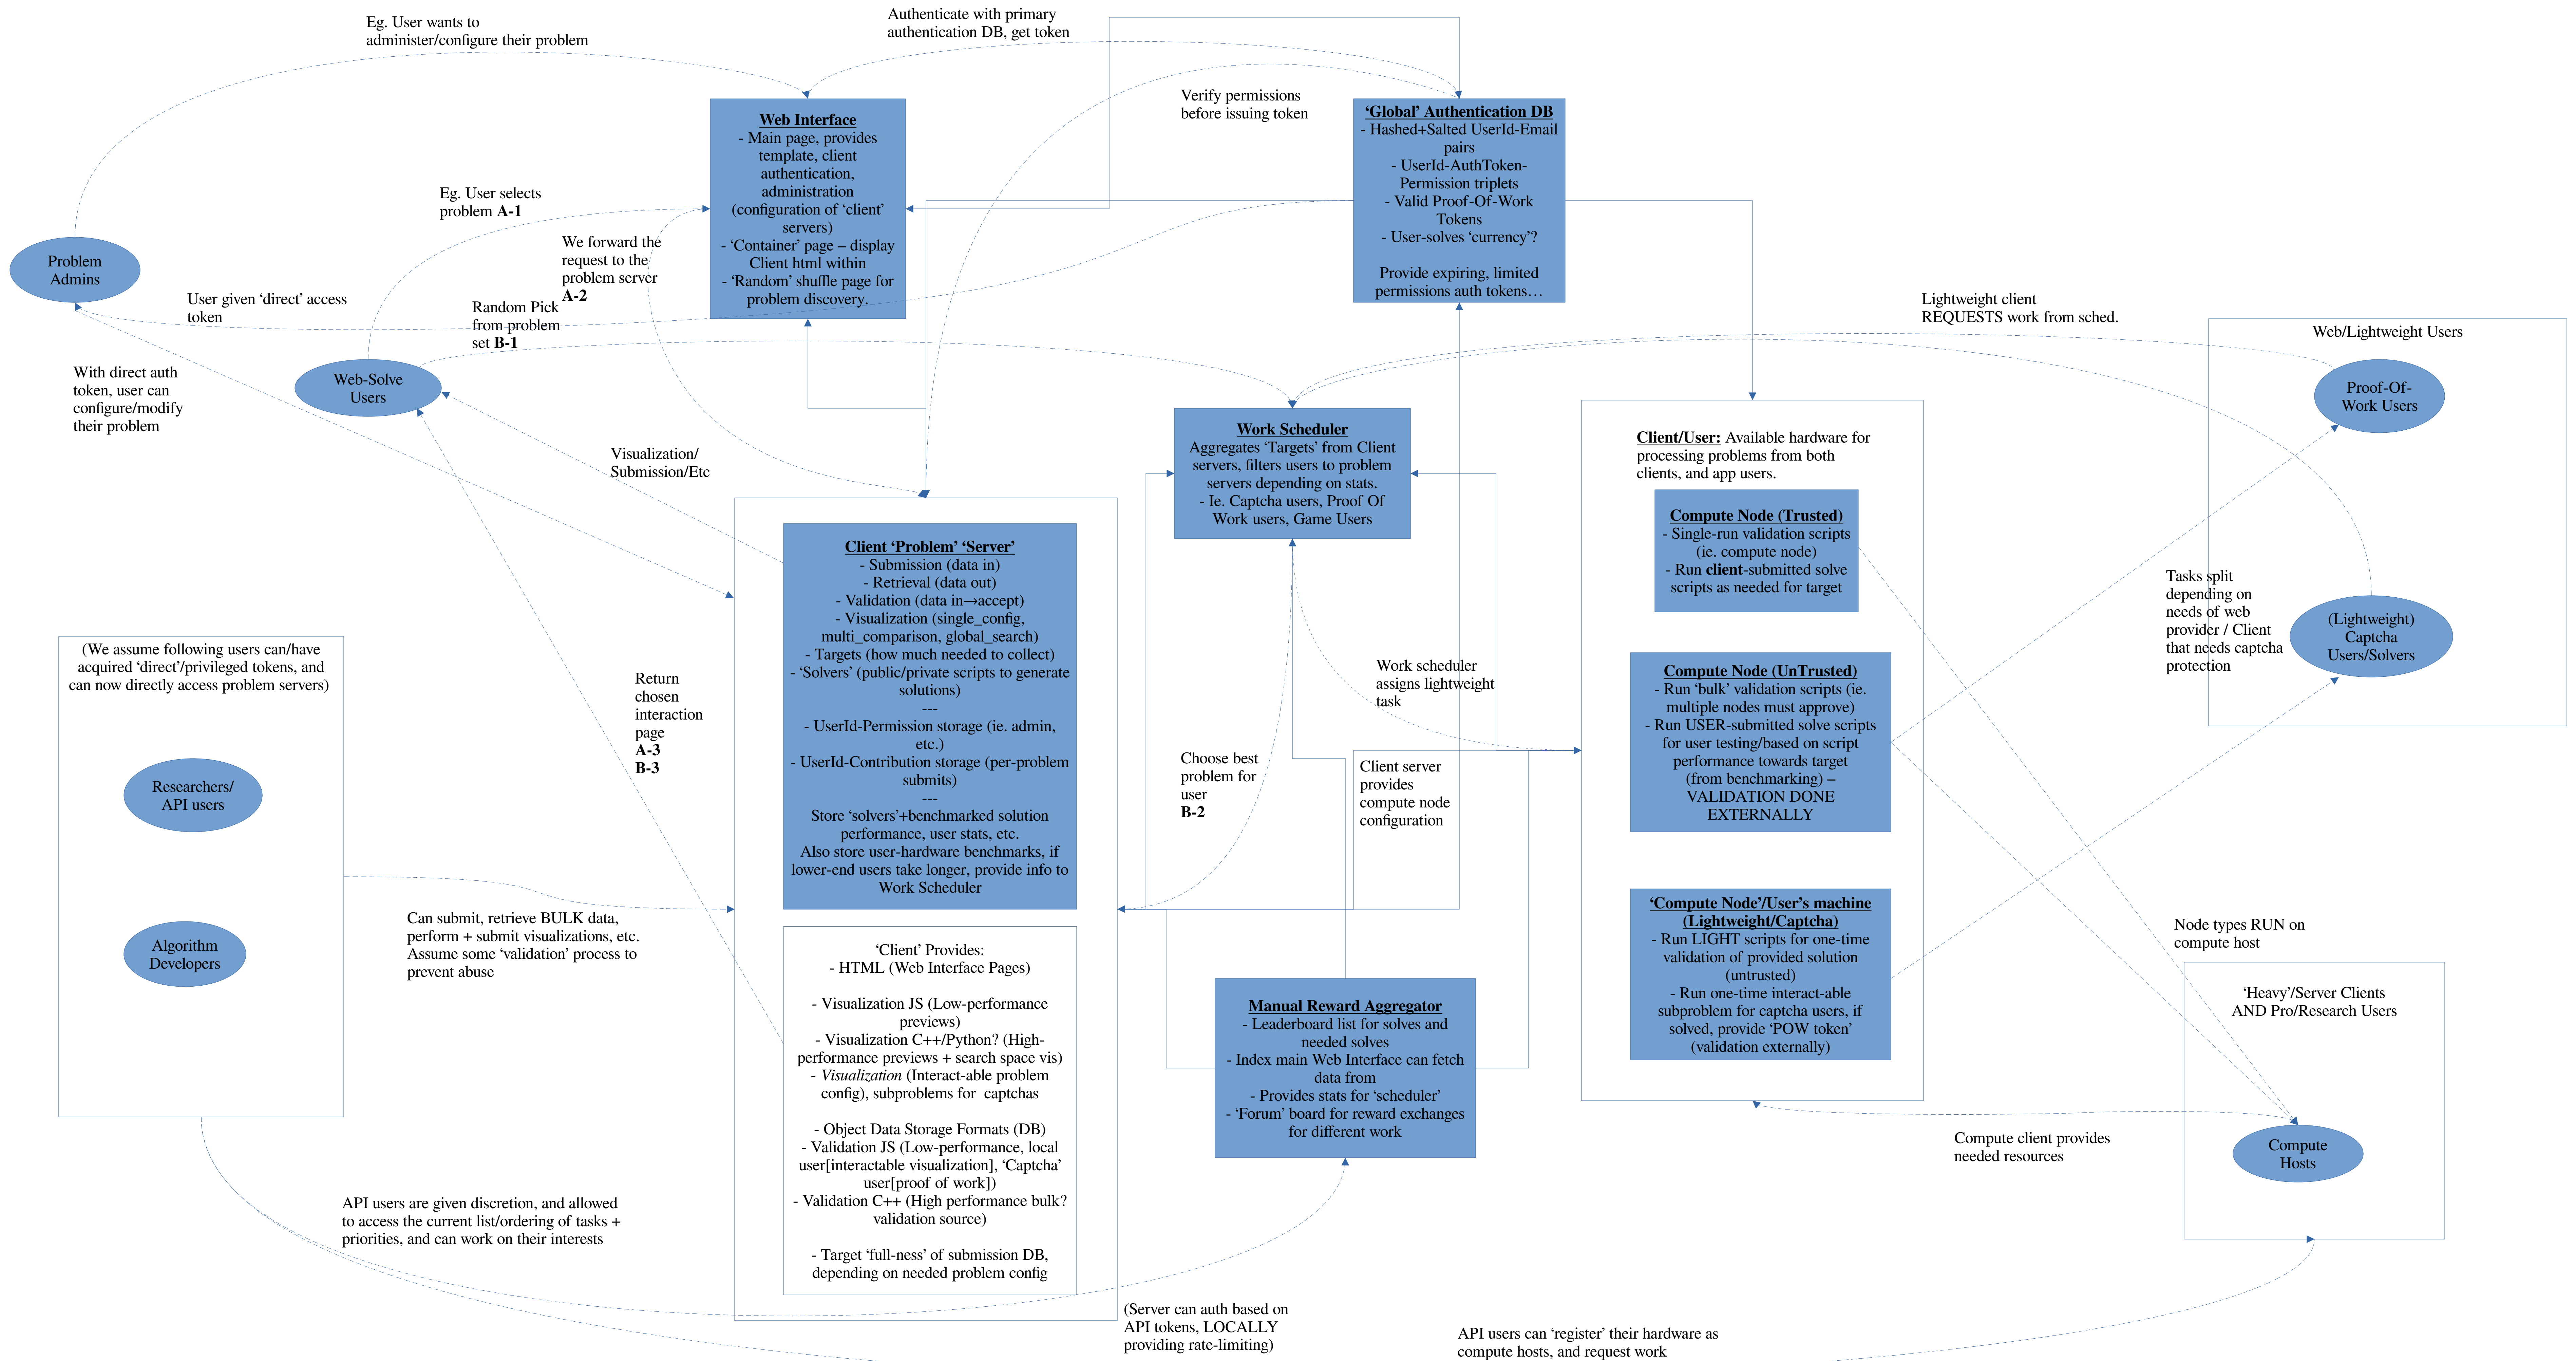 Eg. User wants to
administer/configure their problem
Authenticate with primary
authentication DB, get token
Verify permissions
before issuing token
Web Interface
- Main page, provides
template, client
authentication,
administration
(configuration of ‘client’
servers)
- ‘Container’ page – display
Client html within
- ‘Random’ shuffle page for
problem discovery.
‘Global’ Authentication DB
- Hashed+Salted UserId-Email
pairs
- UserId-AuthToken-
Permission triplets
- Valid Proof-Of-Work
Tokens
- User-solves ‘currency’?
Provide expiring, limited
permissions auth tokens…
Eg. User selects
problem A-1
We forward the
request to the
problem server
A-2
Problem
Admins
User given ‘direct’ access
token
Random Pick
from problem
set B-1
With direct auth
token, user can
configure/modify
their problem
Web-Solve
Users
Visualization/
Submission/Etc
Lightweight client
REQUESTS work from sched.
Web/Lightweight Users
Proof-Of-
Work Users
(Lightweight)
Captcha
Users/Solvers
Tasks split
depending on
needs of web
provider / Client
that needs captcha
protection
Work Scheduler
Aggregates ‘Targets’ from Client
servers, filters users to problem
servers depending on stats.
- Ie. Captcha users, Proof Of
Work users, Game Users
Client/User: Available hardware for
processing problems from both
clients, and app users.
Compute Node (Trusted)
- Single-run validation scripts
(ie. compute node)
- Run client-submitted solve
scripts as needed for target
Compute Node (UnTrusted)
- Run ‘bulk’ validation scripts (ie.
multiple nodes must approve)
- Run USER-submitted solve scripts
for user testing/based on script
performance towards target
(from benchmarking) –
VALIDATION DONE
EXTERNALLY
‘Compute Node’/User’s machine
(Lightweight/Captcha)
- Run LIGHT scripts for one-time
validation of provided solution
(untrusted)
- Run one-time interact-able
subproblem for captcha users, if
solved, provide ‘POW token’
(validation externally)
Client ‘Problem’ ‘Server’
- Submission (data in)
- Retrieval (data out)
- Validation (data in→accept)
- Visualization (single_config,
multi_comparison, global_search)
- Targets (how much needed to collect)
- ‘Solvers’ (public/private scripts to generate
solutions)
---
- UserId-Permission storage (ie. admin,
etc.)
- UserId-Contribution storage (per-problem
submits)
---
Store ‘solvers’+benchmarked solution
performance, user stats, etc.
Also store user-hardware benchmarks, if
lower-end users take longer, provide info to
Work Scheduler
‘Client’ Provides:
- HTML (Web Interface Pages)
- Visualization JS (Low-performance
previews)
- Visualization C++/Python? (High-
performance previews + search space vis)
- Visualization (Interact-able problem
config), subproblems for captchas
- Object Data Storage Formats (DB)
- Validation JS (Low-performance, local
user[interactable visualization], ‘Captcha’
user[proof of work])
- Validation C++ (High performance bulk?
validation source)
- Target ‘full-ness’ of submission DB,
depending on needed problem config
Return
chosen
interaction
page
A-3
B-3
Work scheduler
assigns lightweight
task
Choose best
problem for
user
B-2
Client server
provides
compute node
configuration
(We assume following users can/have
acquired ‘direct’/privileged tokens, and
can now directly access problem servers)
Researchers/
API users
Algorithm
Developers
Can submit, retrieve BULK data,
perform + submit visualizations, etc.
Assume some ‘validation’ process to
prevent abuse
Manual Reward Aggregator
- Leaderboard list for solves and
needed solves
- Index main Web Interface can fetch
data from
- Provides stats for ‘scheduler’
- ‘Forum’ board for reward exchanges
for different work
Node types RUN on
compute host
‘Heavy’/Server Clients
AND Pro/Research Users
Compute
Hosts
Compute client provides
needed resources
API users are given discretion, and allowed
to access the current list/ordering of tasks +
priorities, and can work on their interests
(Server can auth based on
API tokens, LOCALLY
providing rate-limiting)
API users can ‘register’ their hardware as
compute hosts, and request work